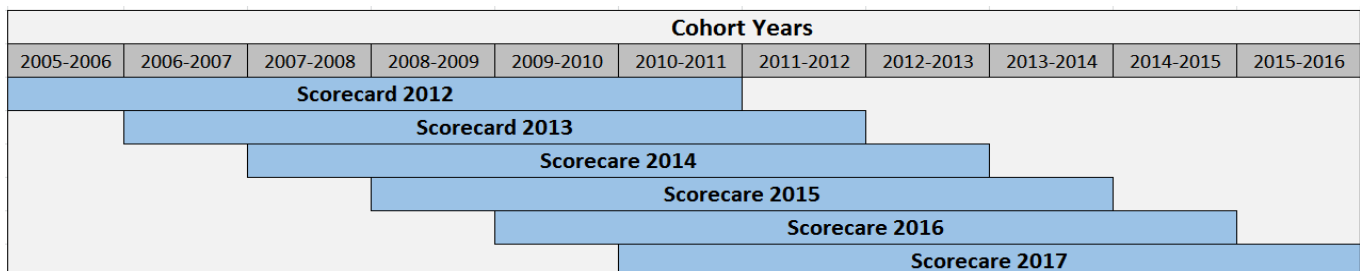 Cohort Years
2005-2006 2006-2007 2007-2008 2008-2009 2009-2010 2010-2011 2011-2012 2012-2013 2013-2014 2014-2015 2015-2016
Scorecard 2012
Scorecard 2013
Scorecare 2014
Scorecare 2015
Scorecare 2016
Scorecare 2017